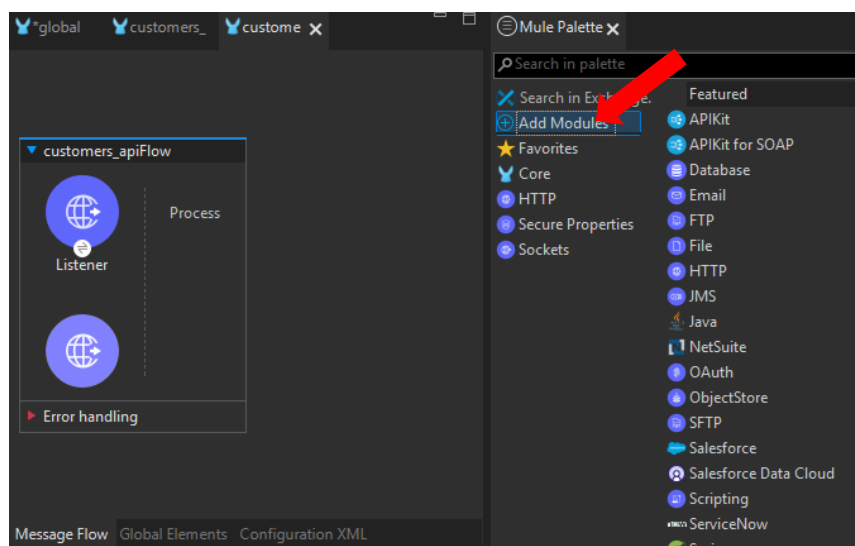 *global customers_ custome
customers_apiFlow
Process
Listener
Error handling
Message Flow Global Elements Configuration XML
Mule Palette
Search in palette
Search in
Add Modules
Favorites
Core
HTTP
Secure Properties
Sockets
Featured
APIKit
APIKit for SOAP
Database
Email
FTP
File
HTTP
JMS
Java
NetSuite
OAuth
ObjectStore
SFTP
Salesforce
Salesforce Data Cloud
Scripting
ServiceNow